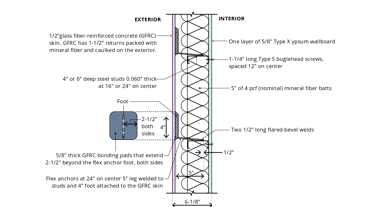 EXTERIOR
INTERIOR
1/2"glass fiber-reinforced concrete (GFRC)
skin. GFRC has 1-1/2" returns packed with
mineral fiber and caulked on the exterior.
One layer of 5/8" Type X gypsum wallboard
1-1/4" long Type S buglehead screws,
spaced 12" on center
4" or 6" deep steel studs 0.060" thick
at 16" or 24" on center
5" of 4 pcf (nominal) mineral fiber batts
Foot
2-1/2"
both
sides
4"
Two 1/2" long flared-bevel welds
5/8" thick GFRC bonding pads that extend
2-1/2" beyond the flex anchor foot, both sides
1/2"
Flex anchors at 24" on center 5" leg welded to
studs and 4" foot attached to the GFRC skin
5"
6-1/8"